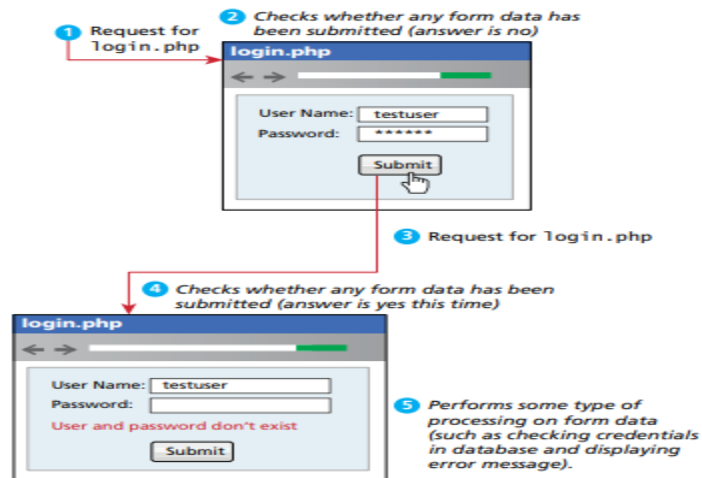 1 Request for
login.php
2 Checks whether any form data has
been submitted (answer is no)
login.php
User Name: testuser
Password: ******
Submit
3 Request for login.php
4 Checks whether any form data has been
submitted (answer is yes this time)
login.php
User Name: testuser
Password:
User and password don't exist
Submit
5 Performs some type of
processing on form data
(such as checking credentials
in database and displaying
error message).